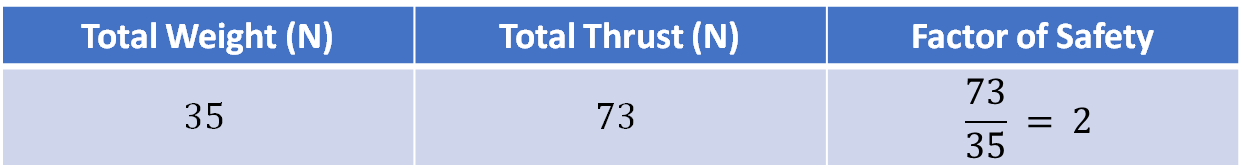 Total Weight (N) Total Thrust (N) Factor of Safety
35 73 73/35 = 2